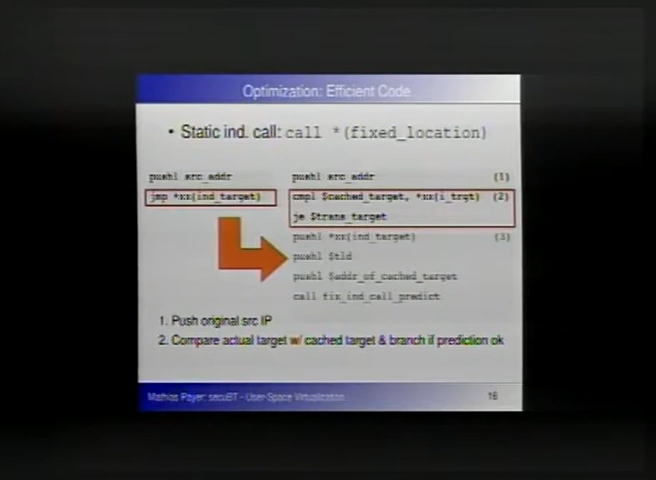 Optimization: Efficient Code
• Static ind. call: call *(fixed_location)
pushl src_addr
jmp *xx(ind_target)
pushl src_addr (1)
cmpl $cached_target, *xx(i_trgt) (2)
je $trans_target
pushl *xx(ind_target) (3)
pushl $tld
pushl $addr_of_cached_target
call fix_ind_call_predict
1. Push original src IP
2. Compare actual target w/ cached target & branch if prediction ok
Mathias Payer: secuBT - User-Space Virtualization 16